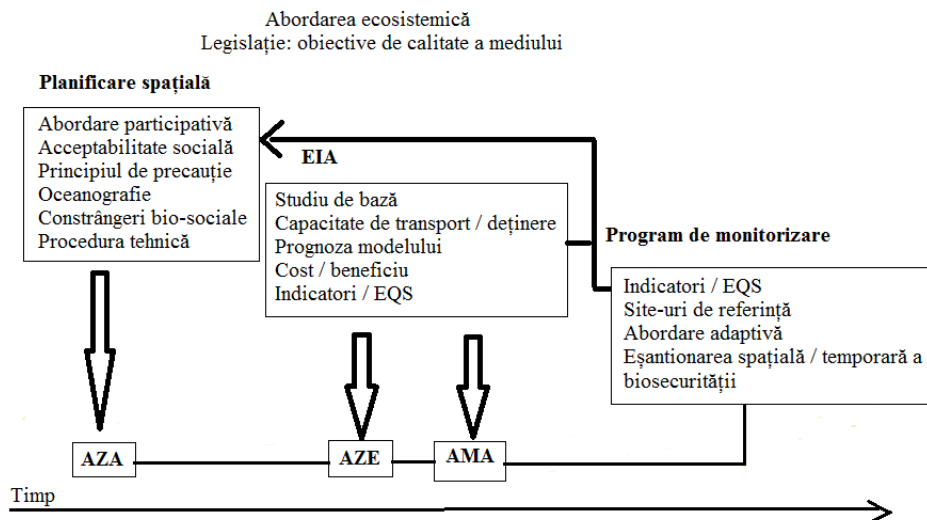 Abordarea ecosistemică
Legislație: obiective de calitate a mediului
Planificare spațială
Abordare participativă
Acceptabilitate socială
Principiul de precauție
Oceanografie
Constrângeri bio-sociale
Procedura tehnică
EIA
Studiu de bază
Capacitate de transport / deținere
Prognoza modelului
Cost / beneficiu
Indicatori / EQS
Program de monitorizare
Indicatori / EQS
Site-uri de referință
Abordare adaptivă
Eșantionarea spațială / temporară a
biosecurității
AZA
AZE
AMA
Timp